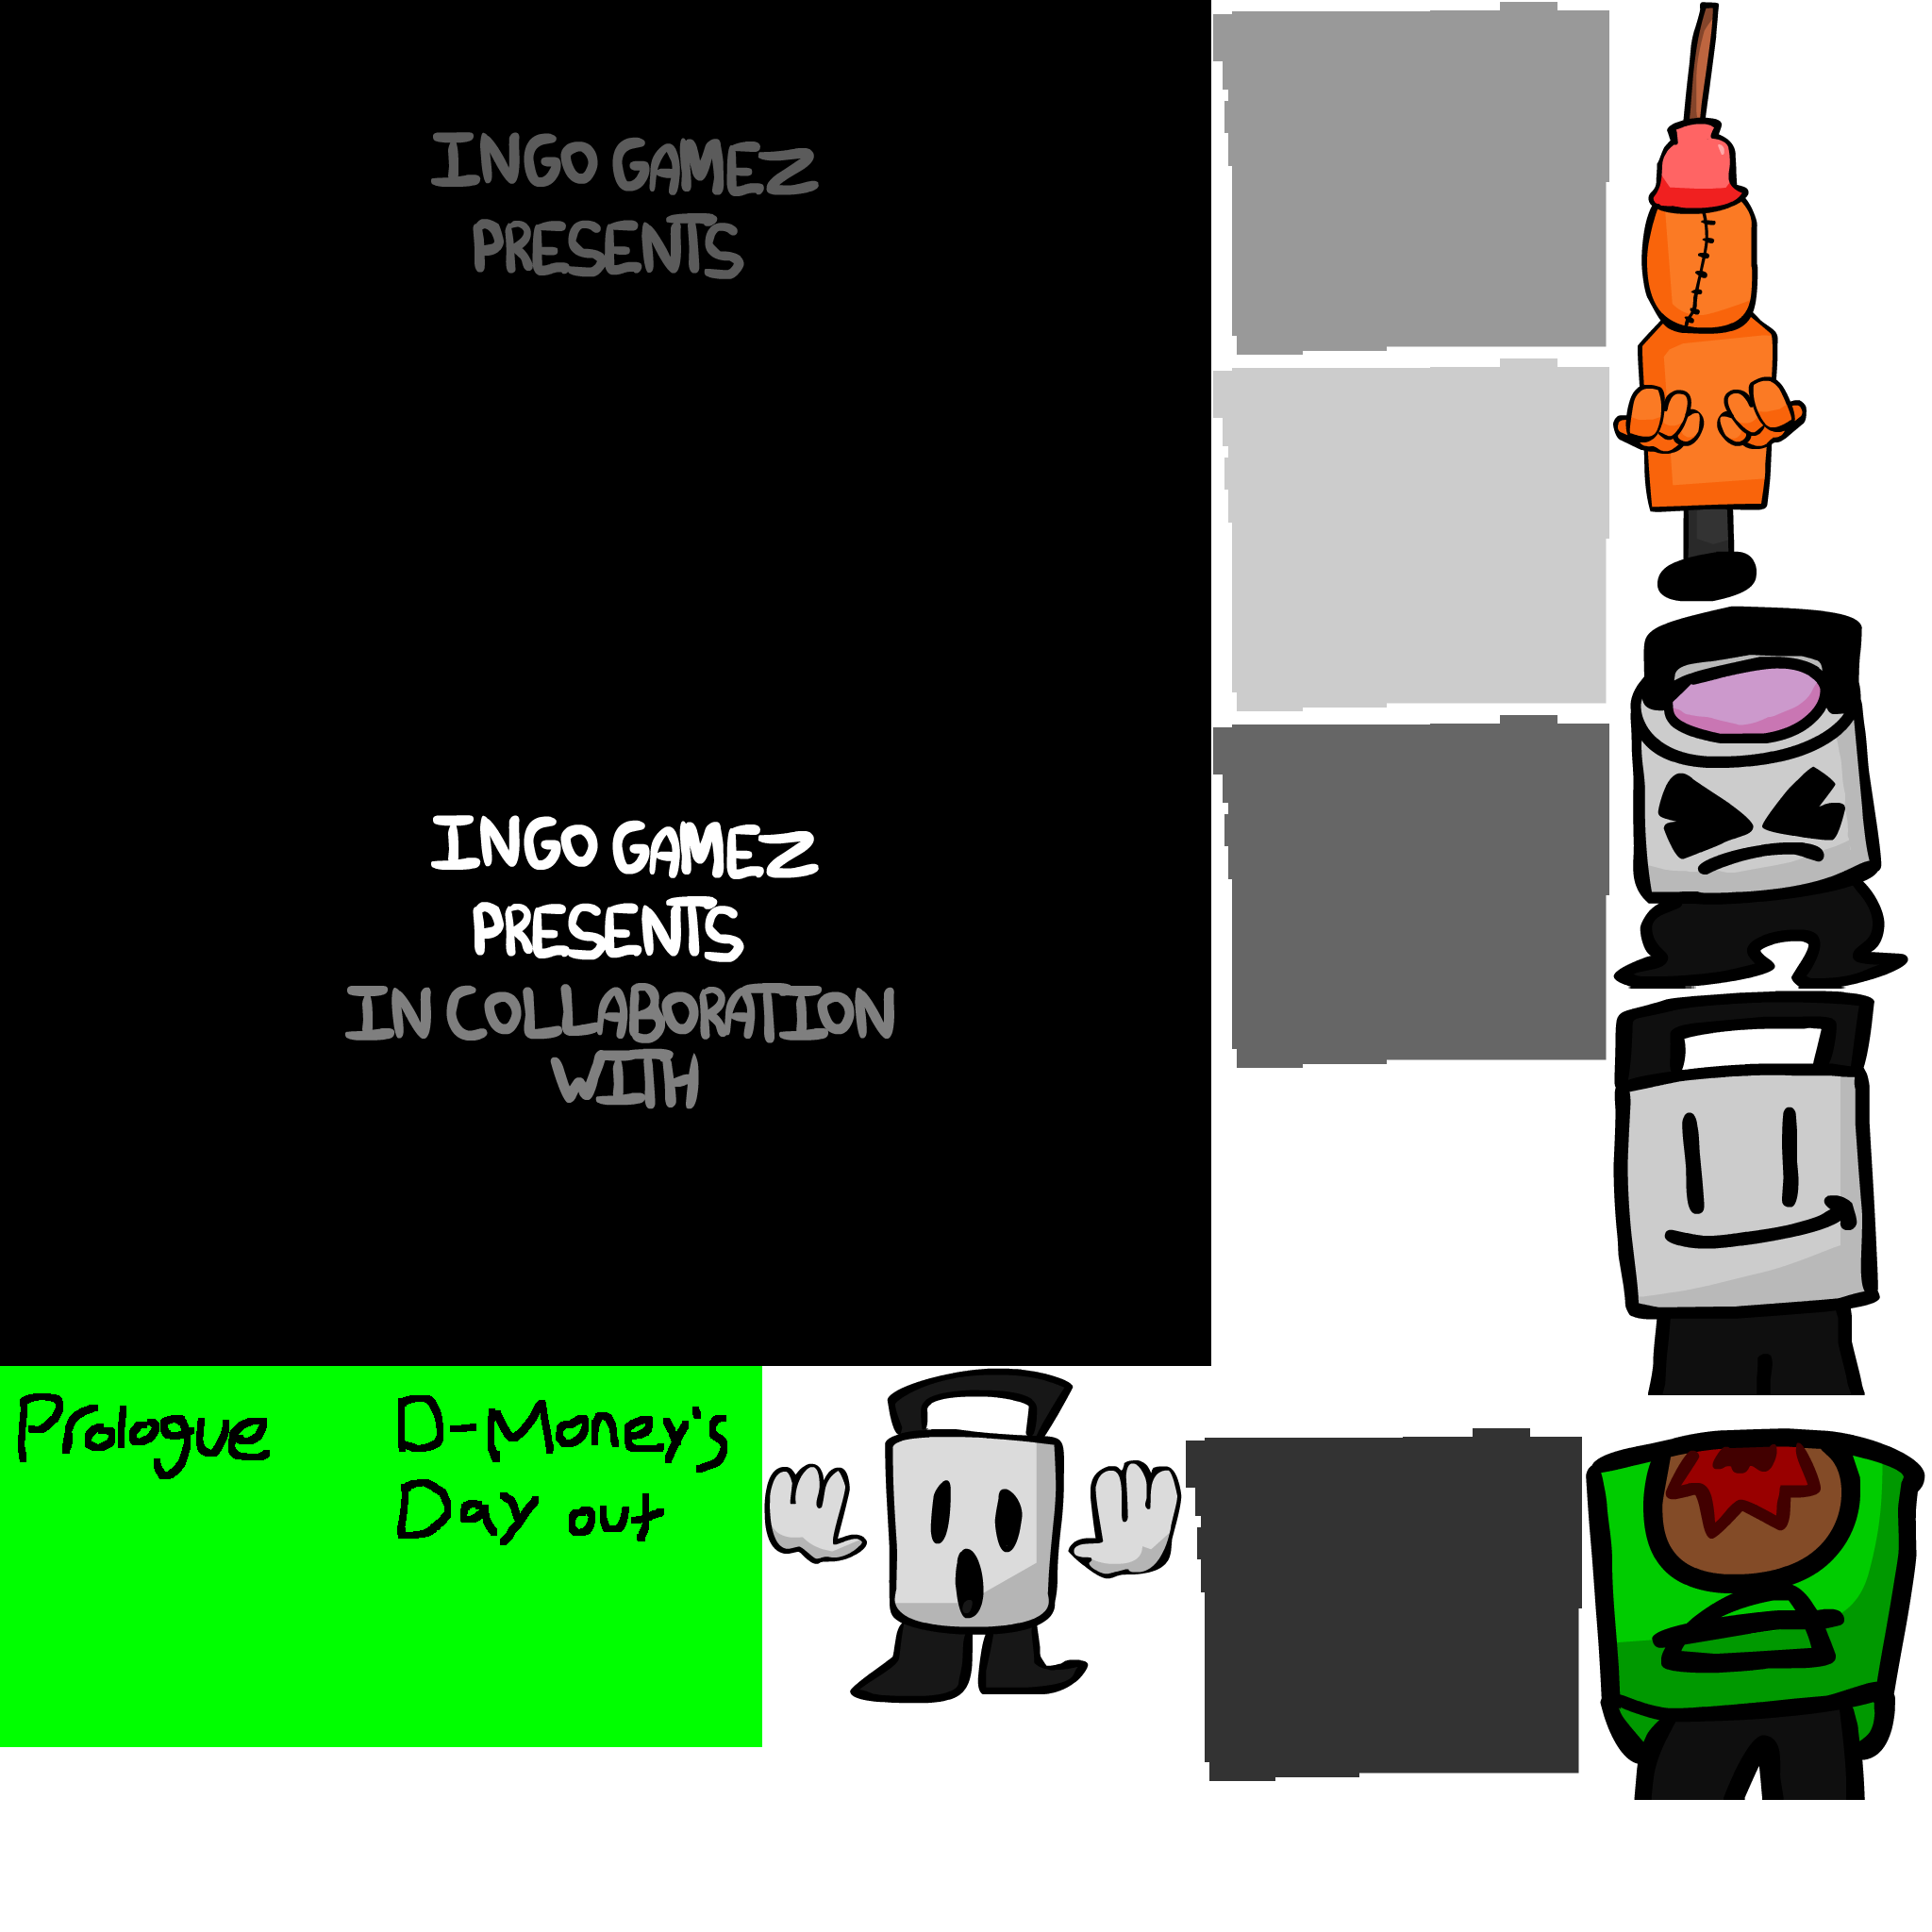 INGO GAMEZ
PRESENTS
INGO GAMEZ
PRESENTS
IN COLLABORATION
WITH
Prologue
D-Money's
Day out